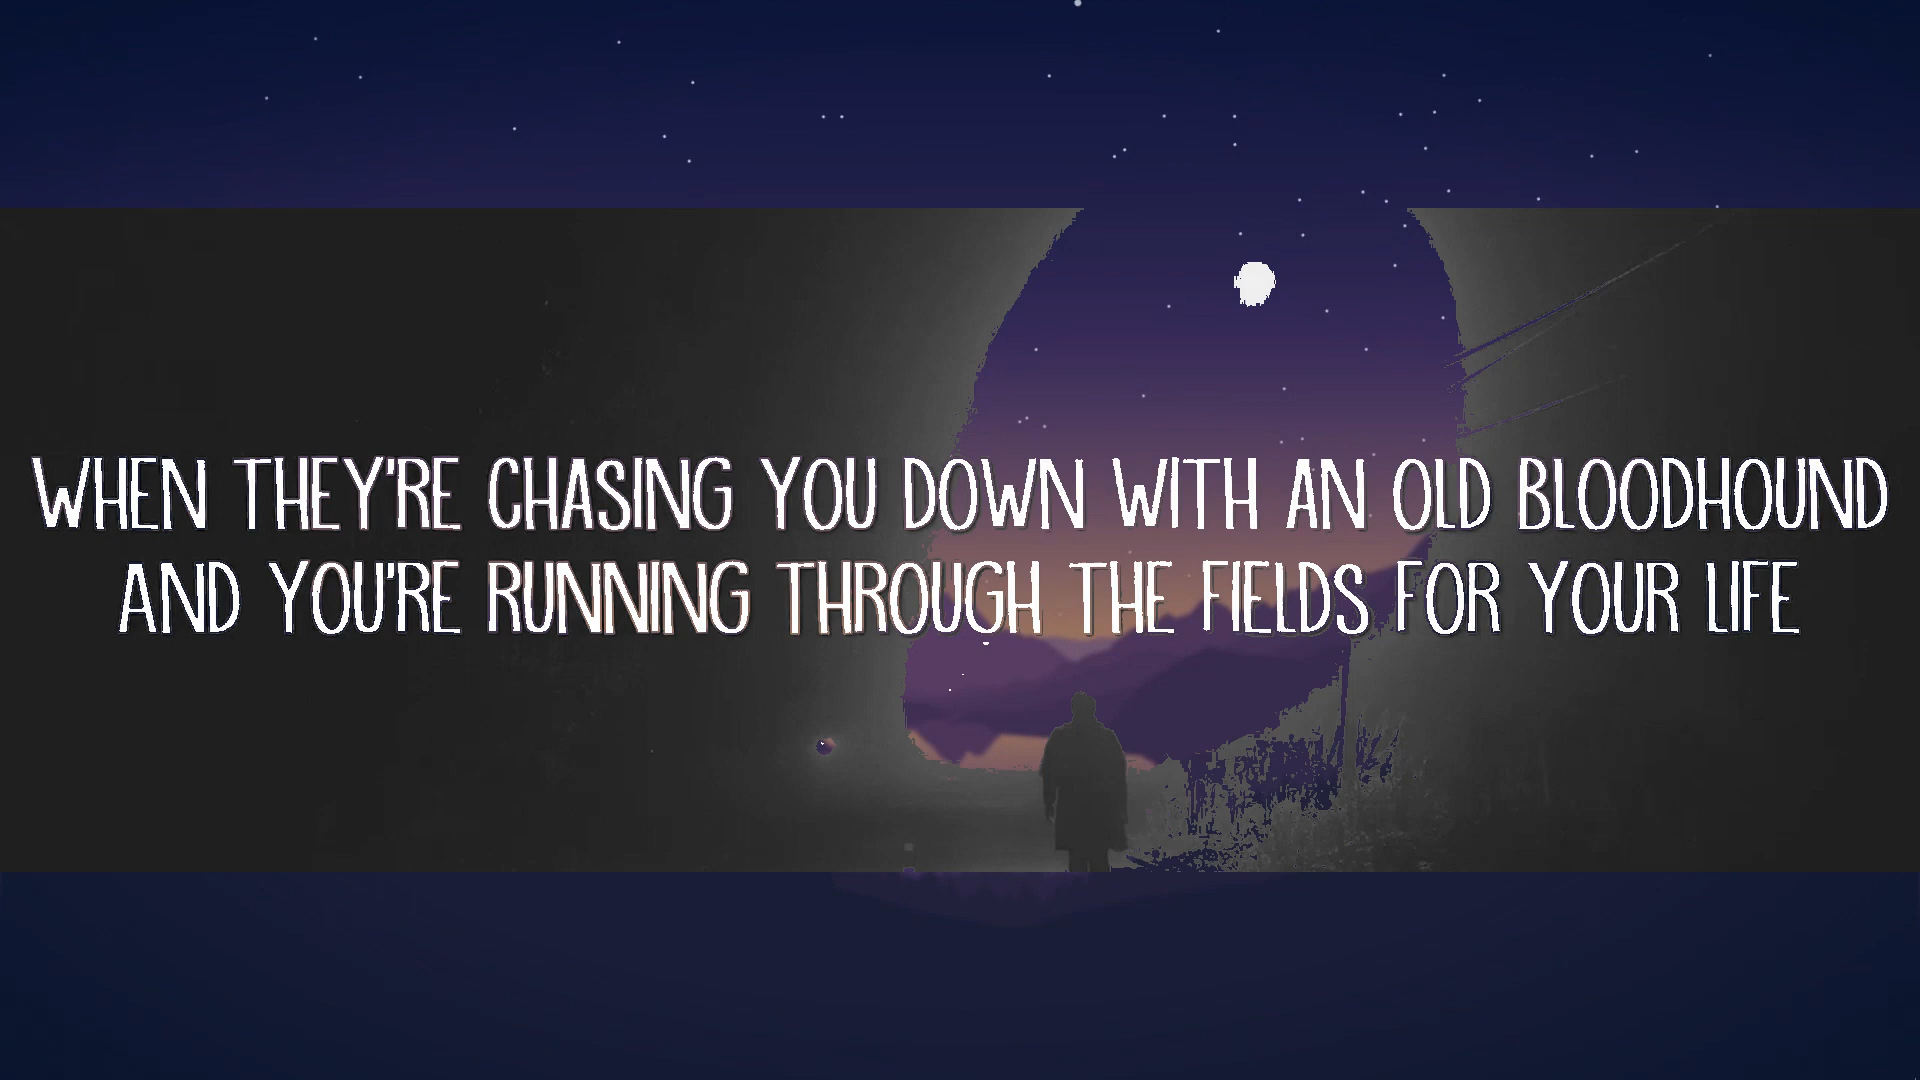 WHEN THEY'RE CHASING YOU DOWN WITH AN OLD BLOODHOUND
AND YOU'RE RUNNING THROUGH THE FIELDS FOR YOUR LIFE